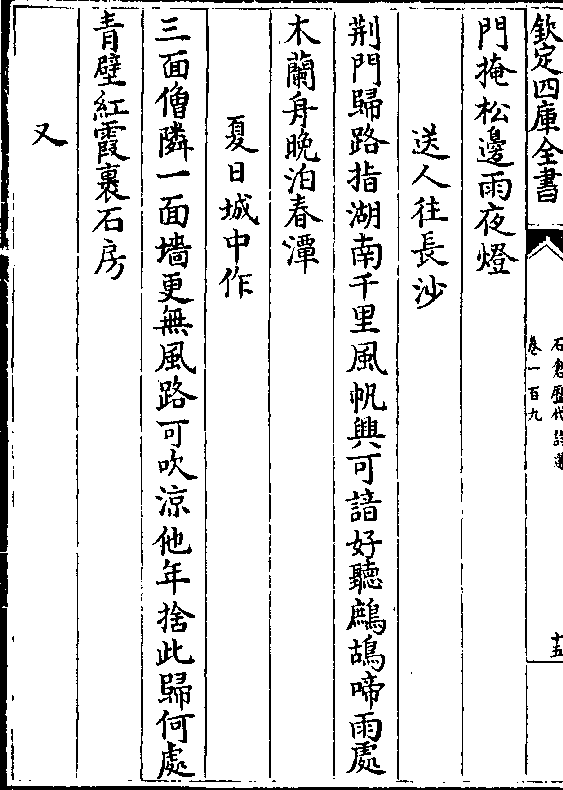 欽定四庫全書
石倉歷代詩選
卷一百九
十五
門掩松邊雨夜燈
送人往長沙
荆門歸路指湖南千里風帆興可諳好聽鷓鴣啼雨處
木蘭舟晚泊春潭
夏日城中作
三面僧隣一面墻更無風路可吹涼他年捨此歸何處
青壁紅霞裏石房
又